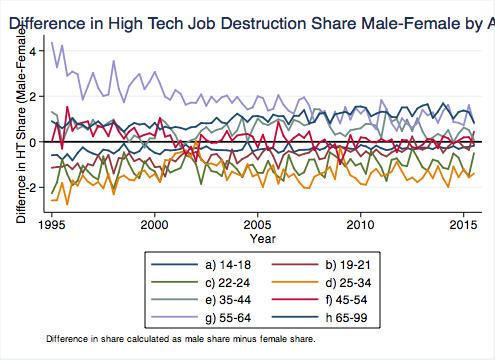 Difference in High Tech Job Destruction Share Male-Female by A
Differnce in HT Share (Male-Female
4
2
0
-2
1995
2000
2005
2010
2015
Year
a) 14-18
b) 19-21
c) 22-24
d) 25-34
e) 35-44
f) 45-54
g) 55-64
h 65-99
Difference in share calculated as male share minus female share.